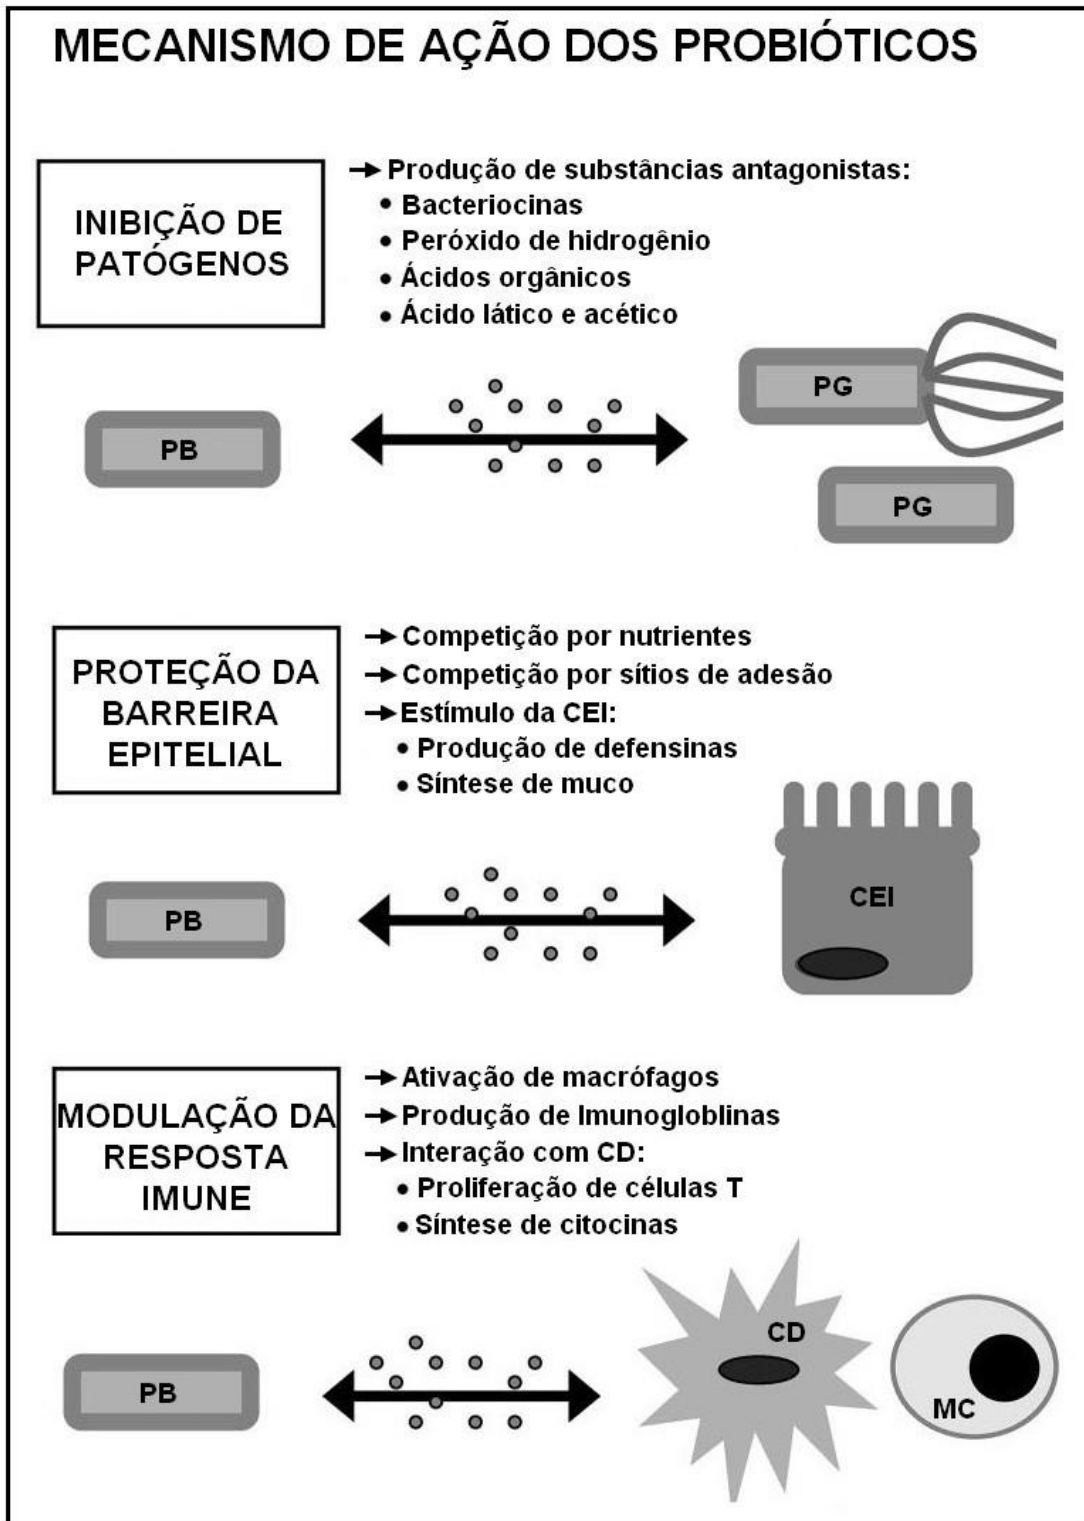 MECANISMO DE AÇÃO DOS PROBIÓTICOS
INIBIÇÃO DE
PATÓGENOS
→ Produção de substâncias antagonistas:
• Bacteriocinas
• Peróxido de hidrogênio
• Ácidos orgânicos
• Ácido lático e acético
PB
PG
PG
PROTEÇÃO DA
BARREIRA
EPITELIAL
→ Competição por nutrientes
→ Competição por sítios de adesão
→ Estímulo da CEI:
• Produção de defensinas
• Síntese de muco
PB
CEI
MODULAÇÃO DA
RESPOSTA
IMUNE
→ Ativação de macrófagos
→ Produção de Imunogloblinas
→ Interação com CD:
• Proliferação de células T
• Síntese de citocinas
PB
CD
MC